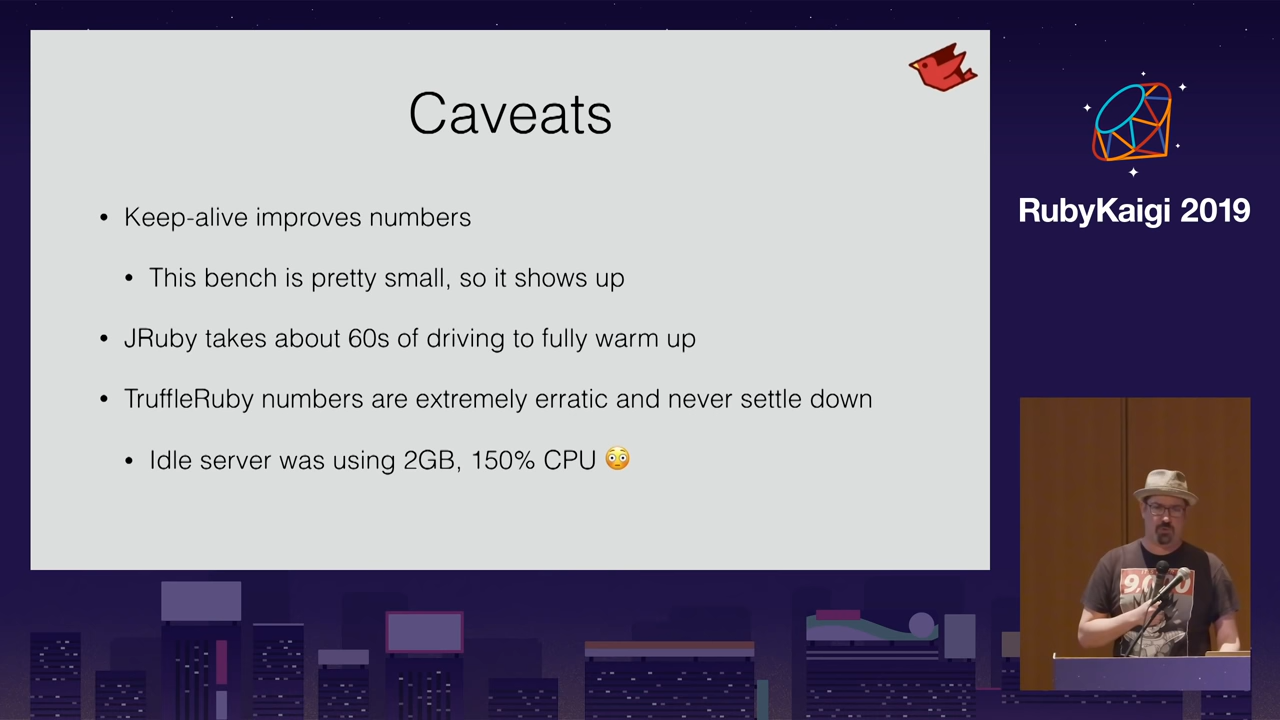 Caveats
• Keep-alive improves numbers
• This bench is pretty small, so it shows up
• JRuby takes about 60s of driving to fully warm up
• TruffleRuby numbers are extremely erratic and never settle down
• Idle server was using 2GB, 150% CPU 😳
RubyKaigi 2019